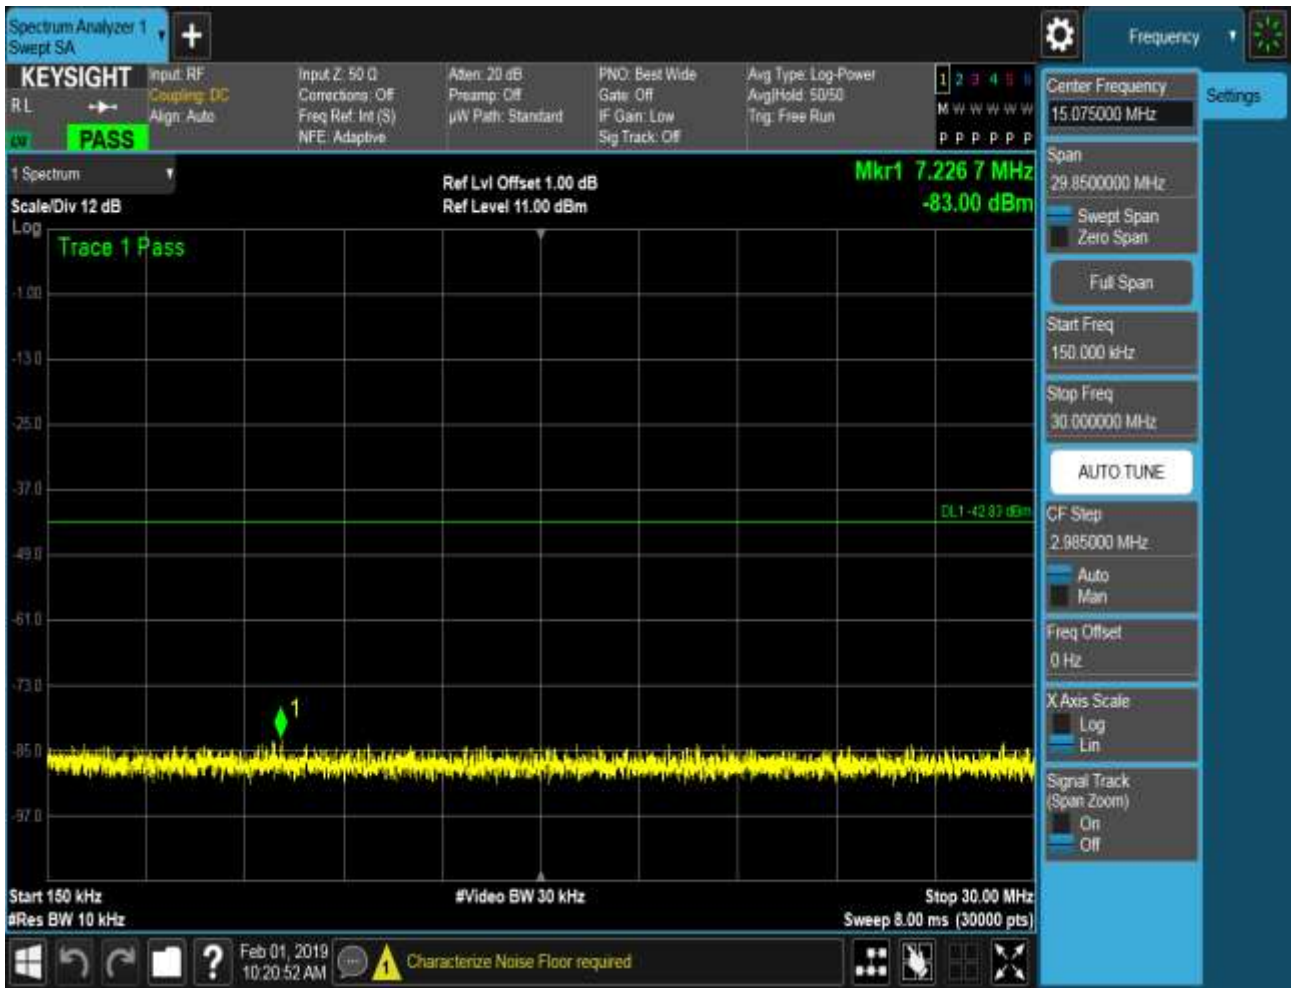 Spectrum Analyzer 1
Swept SA
Frequency
KEYSIGHT
R L
PASS
Input: RF
Coupling: DC
Align: Auto
Input Z: 50 Ω
Corrections: Off
Freq Ref: Int (S)
NFE: Adaptive
Atten: 20 dB
Preamp: Off
µW Path: Standard
PNO: Best Wide
Gate: Off
IF Gain: Low
Sig Track: Off
Avg Type: Log-Power
Avg|Hold: 50/50
Trig: Free Run
1 2 3 4 5 6
M W W W W W
P P P P P P
1 Spectrum
Scale/Div 12 dB
Ref Lvl Offset 1.00 dB
Ref Level 11.00 dBm
Mkr1 7.226 7 MHz
-83.00 dBm
Log
Trace 1 Pass
-1.00
-13.0
-25.0
-37.0
DL1 -42.83 dBm
-49.0
-61.0
-73.0
1
-85.0
-97.0
Start 150 kHz
#Video BW 30 kHz
Stop 30.00 MHz
#Res BW 10 kHz
Sweep 8.00 ms (30000 pts)
Feb 01, 2019
10:20:52 AM
Characterize Noise Floor required
Center Frequency
15.075000 MHz
Settings
Span
29.8500000 MHz
Swept Span
Zero Span
Full Span
Start Freq
150.000 kHz
Stop Freq
30.000000 MHz
AUTO TUNE
CF Step
2.985000 MHz
Auto
Man
Freq Offset
0 Hz
X Axis Scale
Log
Lin
Signal Track
(Span Zoom)
On
Off